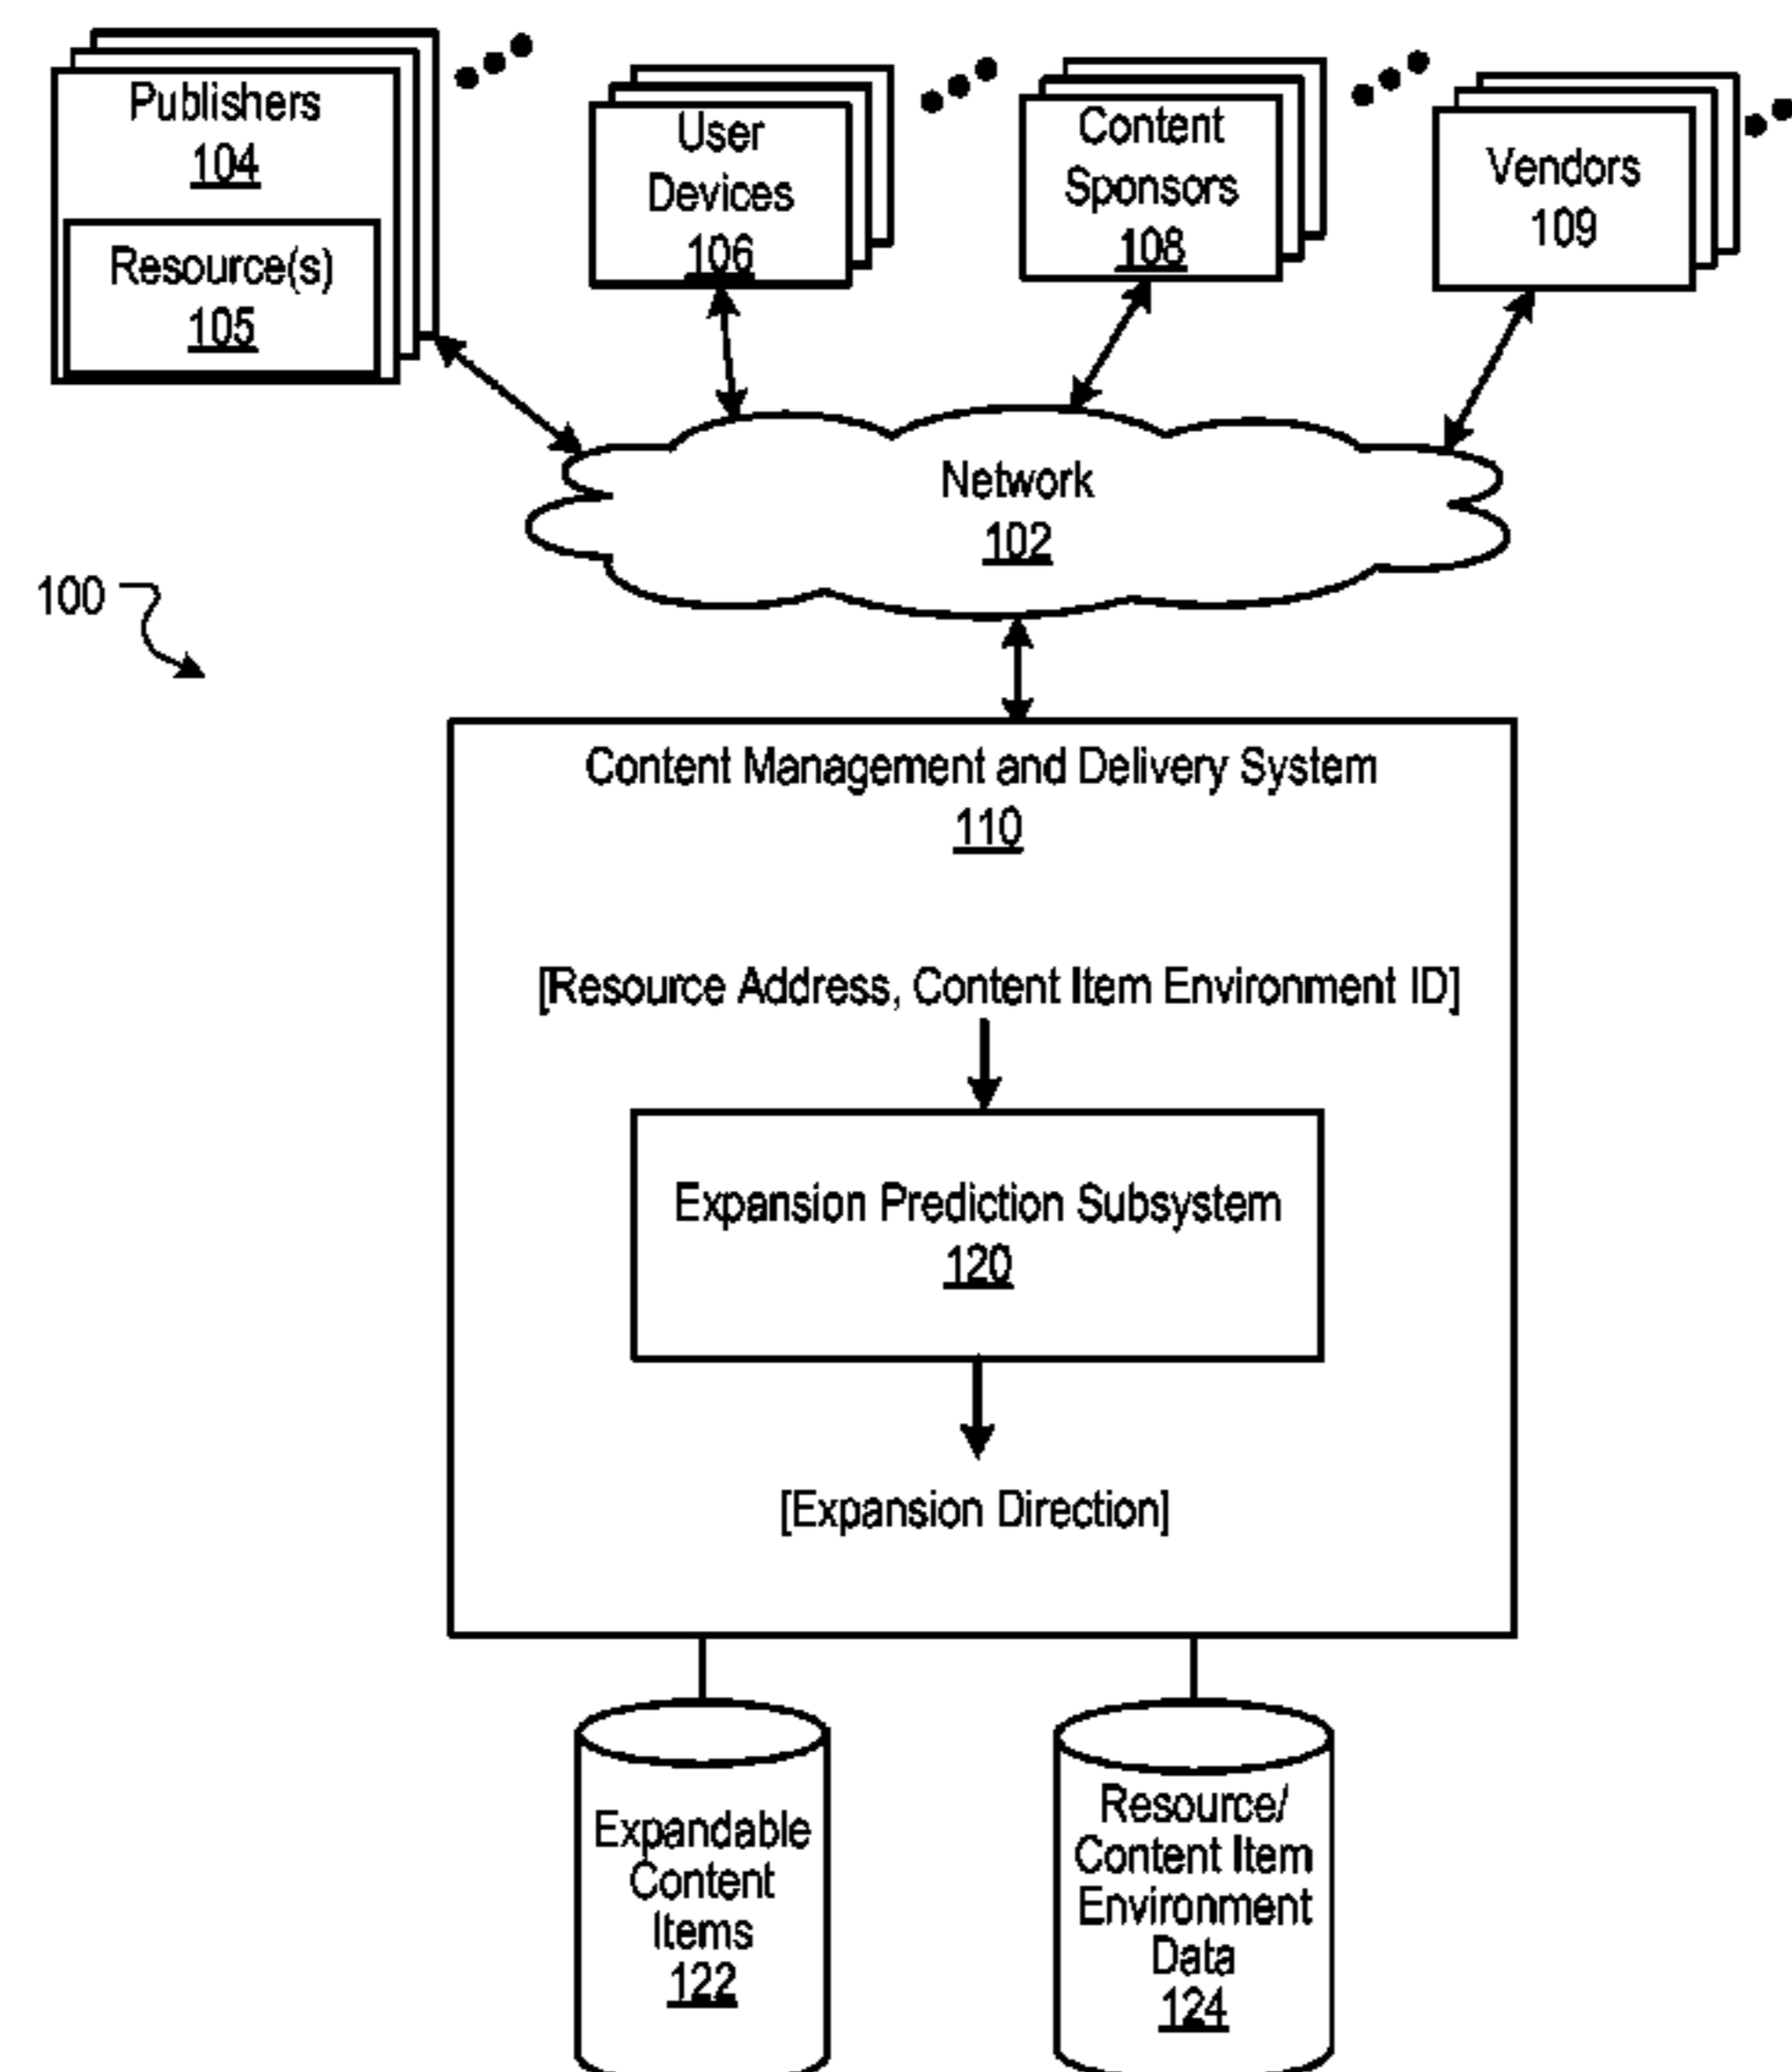 Publishers
104
Resource(s)
105
User
Devices
106
Content
Sponsors
108
Vendors
109
Network
102
100
Content Management and Delivery System
110
[Resource Address, Content Item Environment ID]
Expansion Prediction Subsystem
120
[Expansion Direction]
Expandable
Content
Items
122
Resource/
Content Item
Environment
Data
124